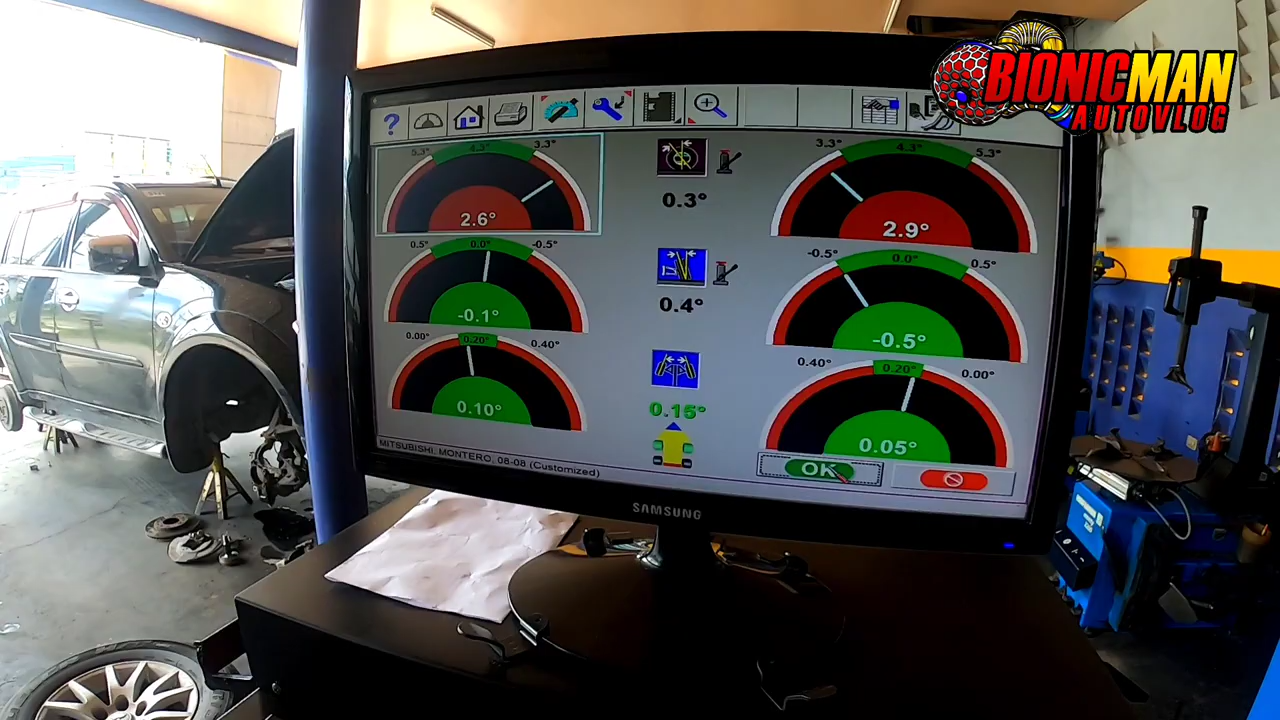 BIONICMAN
AUTOVLOG
?
5.3° 4.3° 3.3°
2.6°
0.3°
3.3° 4.3° 5.3°
2.9°
0.5° 0.0° -0.5°
-0.1°
0.4°
-0.5° 0.0° 0.5°
-0.5°
0.00° 0.20° 0.40°
0.10°
0.15°
0.40° 0.20° 0.00°
0.05°
MITSUBISHI, MONTERO, 08-08 (Customized)
OK
SAMSUNG